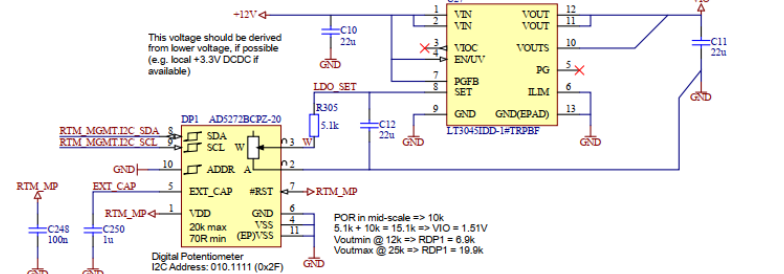 +12V
C10
22u
GND
This voltage should be derived
from lower voltage, if possible
(e.g. local +3.3V DCDC if
available)
1 VIN VOUT 12
2 VIN VOUT 11
3 VIOC VOUTS 10
4 EN/UV
PG 5
7 PGFB
8 SET ILIM 6
9 GND GND(EPAD) 13
LT3045IDD-1#TRPBF
GND
GND
C11
22u
GND
LDO_SET
R305
5.1k
C12
22u
W
DP1 AD5272BCPZ-20
RTM_MGMT.I2C_SDA 8 SDA
RTM_MGMT.I2C_SCL 9 SCL W 3
GND 10 ADDR A 2
EXT_CAP 5 EXT_CAP #RST 7 RTM_MP
RTM_MP 1 VDD GND 6
VSS 4
(EP)VSS 11
20k max
70R min
GND
RTM_MP
C248
100n
GND
C250
1u
GND
Digital Potentiometer
I2C Address: 010.1111 (0x2F)
POR in mid-scale => 10k
5.1k + 10k = 15.1k => VIO = 1.51V
Voutmin @ 12k => RDP1 = 6.9k
Voutmax @ 25k => RDP1 = 19.9k